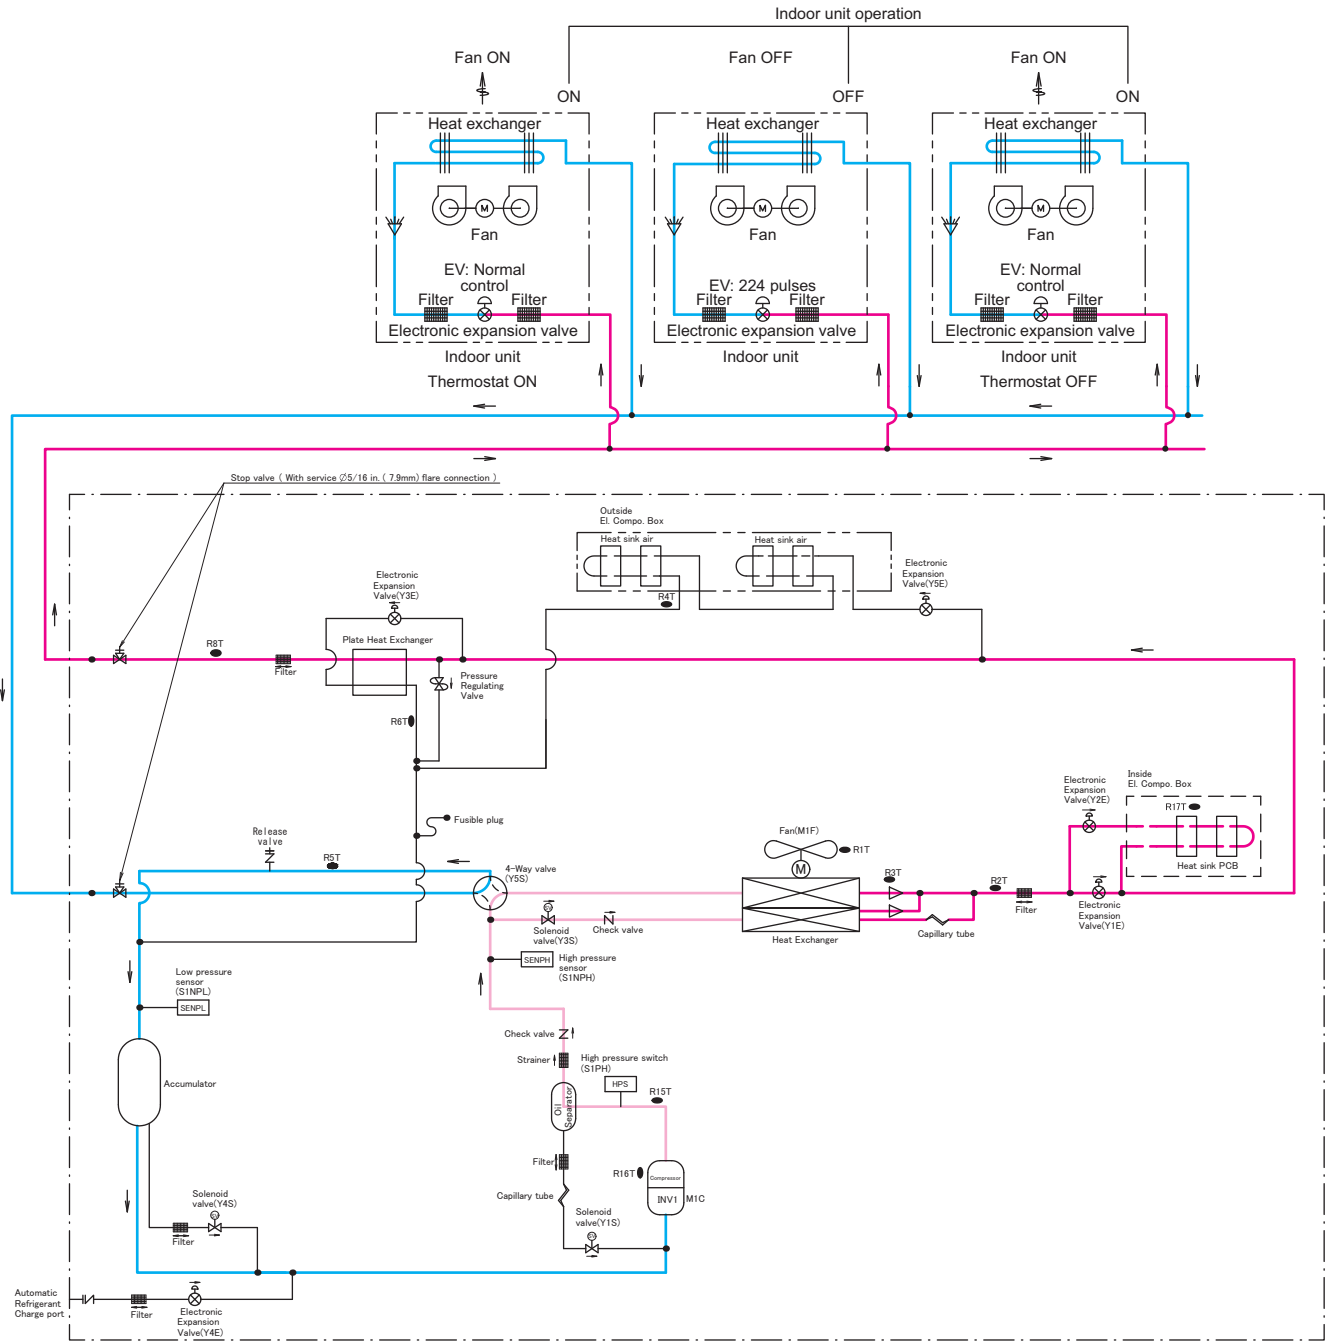 Indoor unit operation
Fan ON
Fan OFF
Fan ON
ON
OFF
ON
Heat exchanger
Heat exchanger
Heat exchanger
M
M
M
Fan
Fan
Fan
EV: Normal
control
EV: 224 pulses
EV: Normal
control
Filter
Filter
Filter
Filter
Filter
Filter
Electronic expansion valve
Electronic expansion valve
Electronic expansion valve
Indoor unit
Indoor unit
Indoor unit
Thermostat ON
Thermostat OFF
Stop valve ( With service ∅5/16 in. ( 7.9mm) flare connection )
Outside
El. Compo. Box
Heat sink air
Heat sink air
R4T
Electronic
Expansion
Valve(Y3E)
Electronic
Expansion
Valve(Y5E)
R8T
Filter
Plate Heat Exchanger
Pressure
Regulating
Valve
R6T
Fusible plug
Release
valve
R5T
4-Way valve
(Y5S)
Fan(M1F)
R1T
M
R3T
R2T
Filter
Electronic
Expansion
Valve(Y2E)
Inside
El. Compo. Box
R17T
Heat sink PCB
Electronic
Expansion
Valve(Y1E)
SV
Solenoid
valve(Y3S)
Check valve
Heat Exchanger
Capillary tube
SENPH
High pressure
sensor
(S1NPH)
Low pressure
sensor
(S1NPL)
SENPL
Check valve
Strainer
High pressure switch
(S1PH)
HPS
R15T
Accumulator
Oil
Separator
Filter
R16T
Compressor
INV1
M1C
Capillary tube
Solenoid
valve(Y4S)
SV
Filter
Solenoid
valve(Y1S)
SV
Automatic
Refrigerant
Charge port
Filter
Electronic
Expansion
Valve(Y4E)